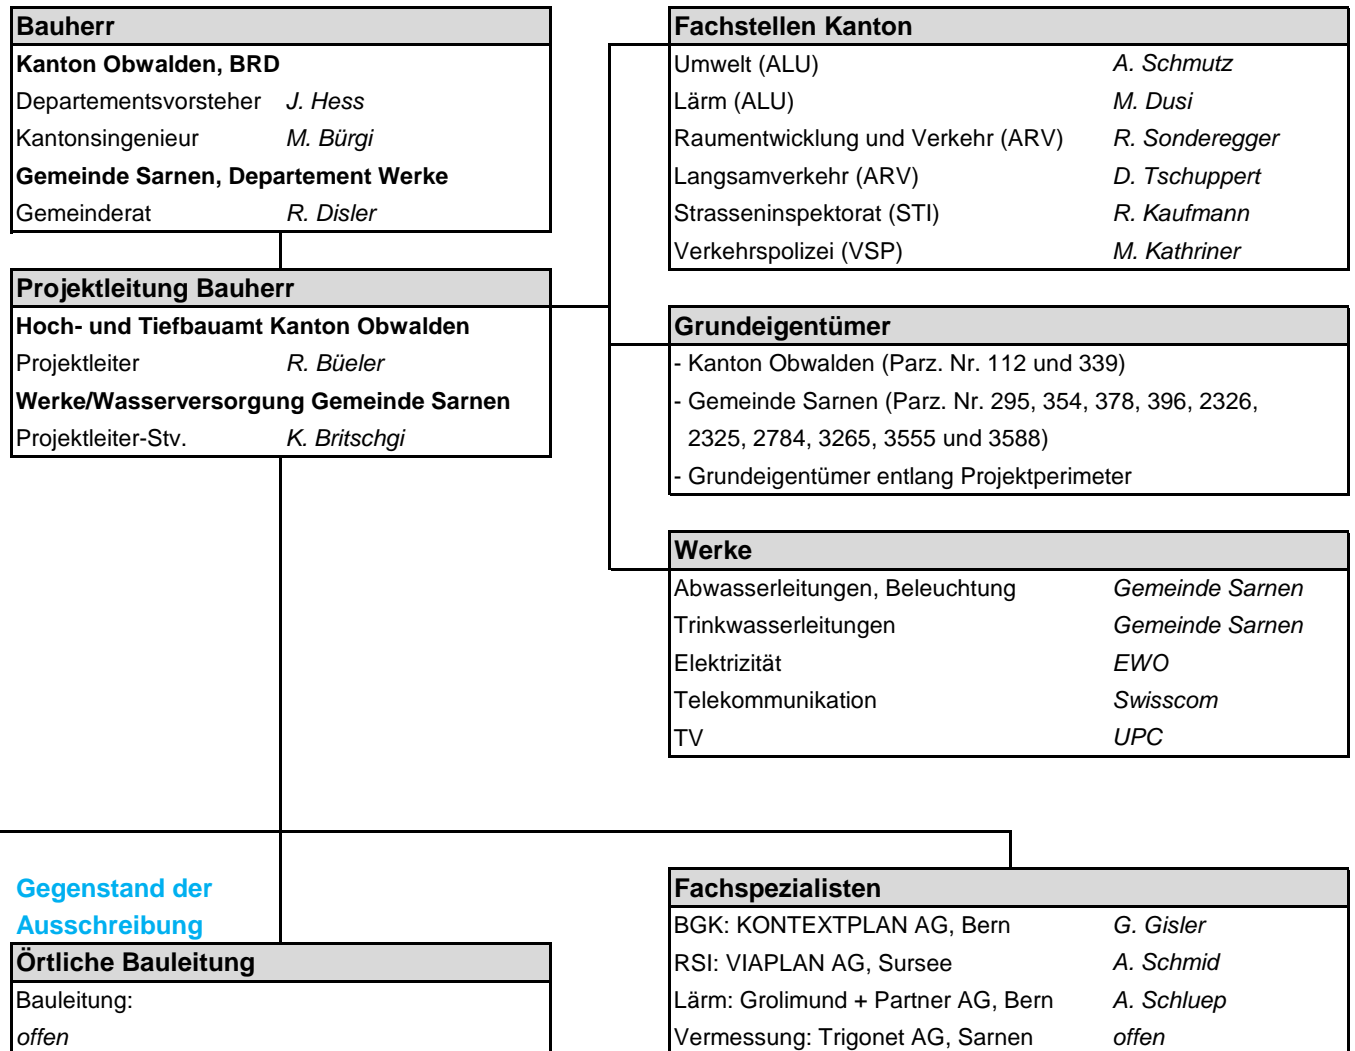 Bauherr
Kanton Obwalden, BRD
Departementsvorsteher J. Hess
Kantonsingenieur M. Bürgi
Gemeinde Sarnen, Departement Werke
Gemeinderat R. Disler
Projektleitung Bauherr
Hoch- und Tiefbauamt Kanton Obwalden
Projektleiter R. Büeler
Werke/Wasserversorgung Gemeinde Sarnen
Projektleiter-Stv. K. Britschgi
Fachstellen Kanton
Umwelt (ALU) A. Schmutz
Lärm (ALU) M. Dusi
Raumentwicklung und Verkehr (ARV) R. Sonderegger
Langsamverkehr (ARV) D. Tschuppert
Strasseninspektorat (STI) R. Kaufmann
Verkehrspolizei (VSP) M. Kathriner
Grundeigentümer
- Kanton Obwalden (Parz. Nr. 112 und 339)
- Gemeinde Sarnen (Parz. Nr. 295, 354, 378, 396, 2326,
2325, 2784, 3265, 3555 und 3588)
- Grundeigentümer entlang Projektperimeter
Werke
Abwasserleitungen, Beleuchtung Gemeinde Sarnen
Trinkwasserleitungen Gemeinde Sarnen
Elektrizität EWO
Telekommunikation Swisscom
TV UPC
Gegenstand der
Ausschreibung
Örtliche Bauleitung
Bauleitung:
offen
Fachspezialisten
BGK: KONTEXTPLAN AG, Bern G. Gisler
RSI: VIAPLAN AG, Sursee A. Schmid
Lärm: Grolimund + Partner AG, Bern A. Schluep
Vermessung: Trigonet AG, Sarnen offen